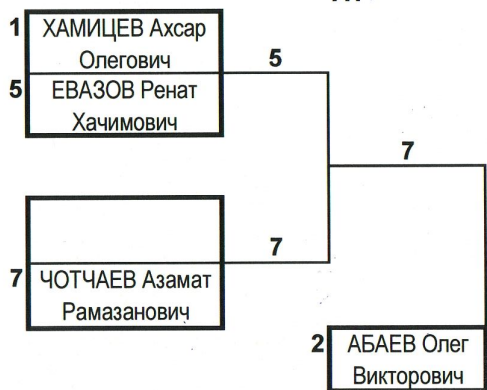 1 ХАМИЦЕВ Ахсар
Олегович
5
5 ЕВАЗОВ Ренат
Хачимович
7
7
7 ЧОТЧАЕВ Азамат
Рамазанович
2 АБАЕВ Олег
Викторович